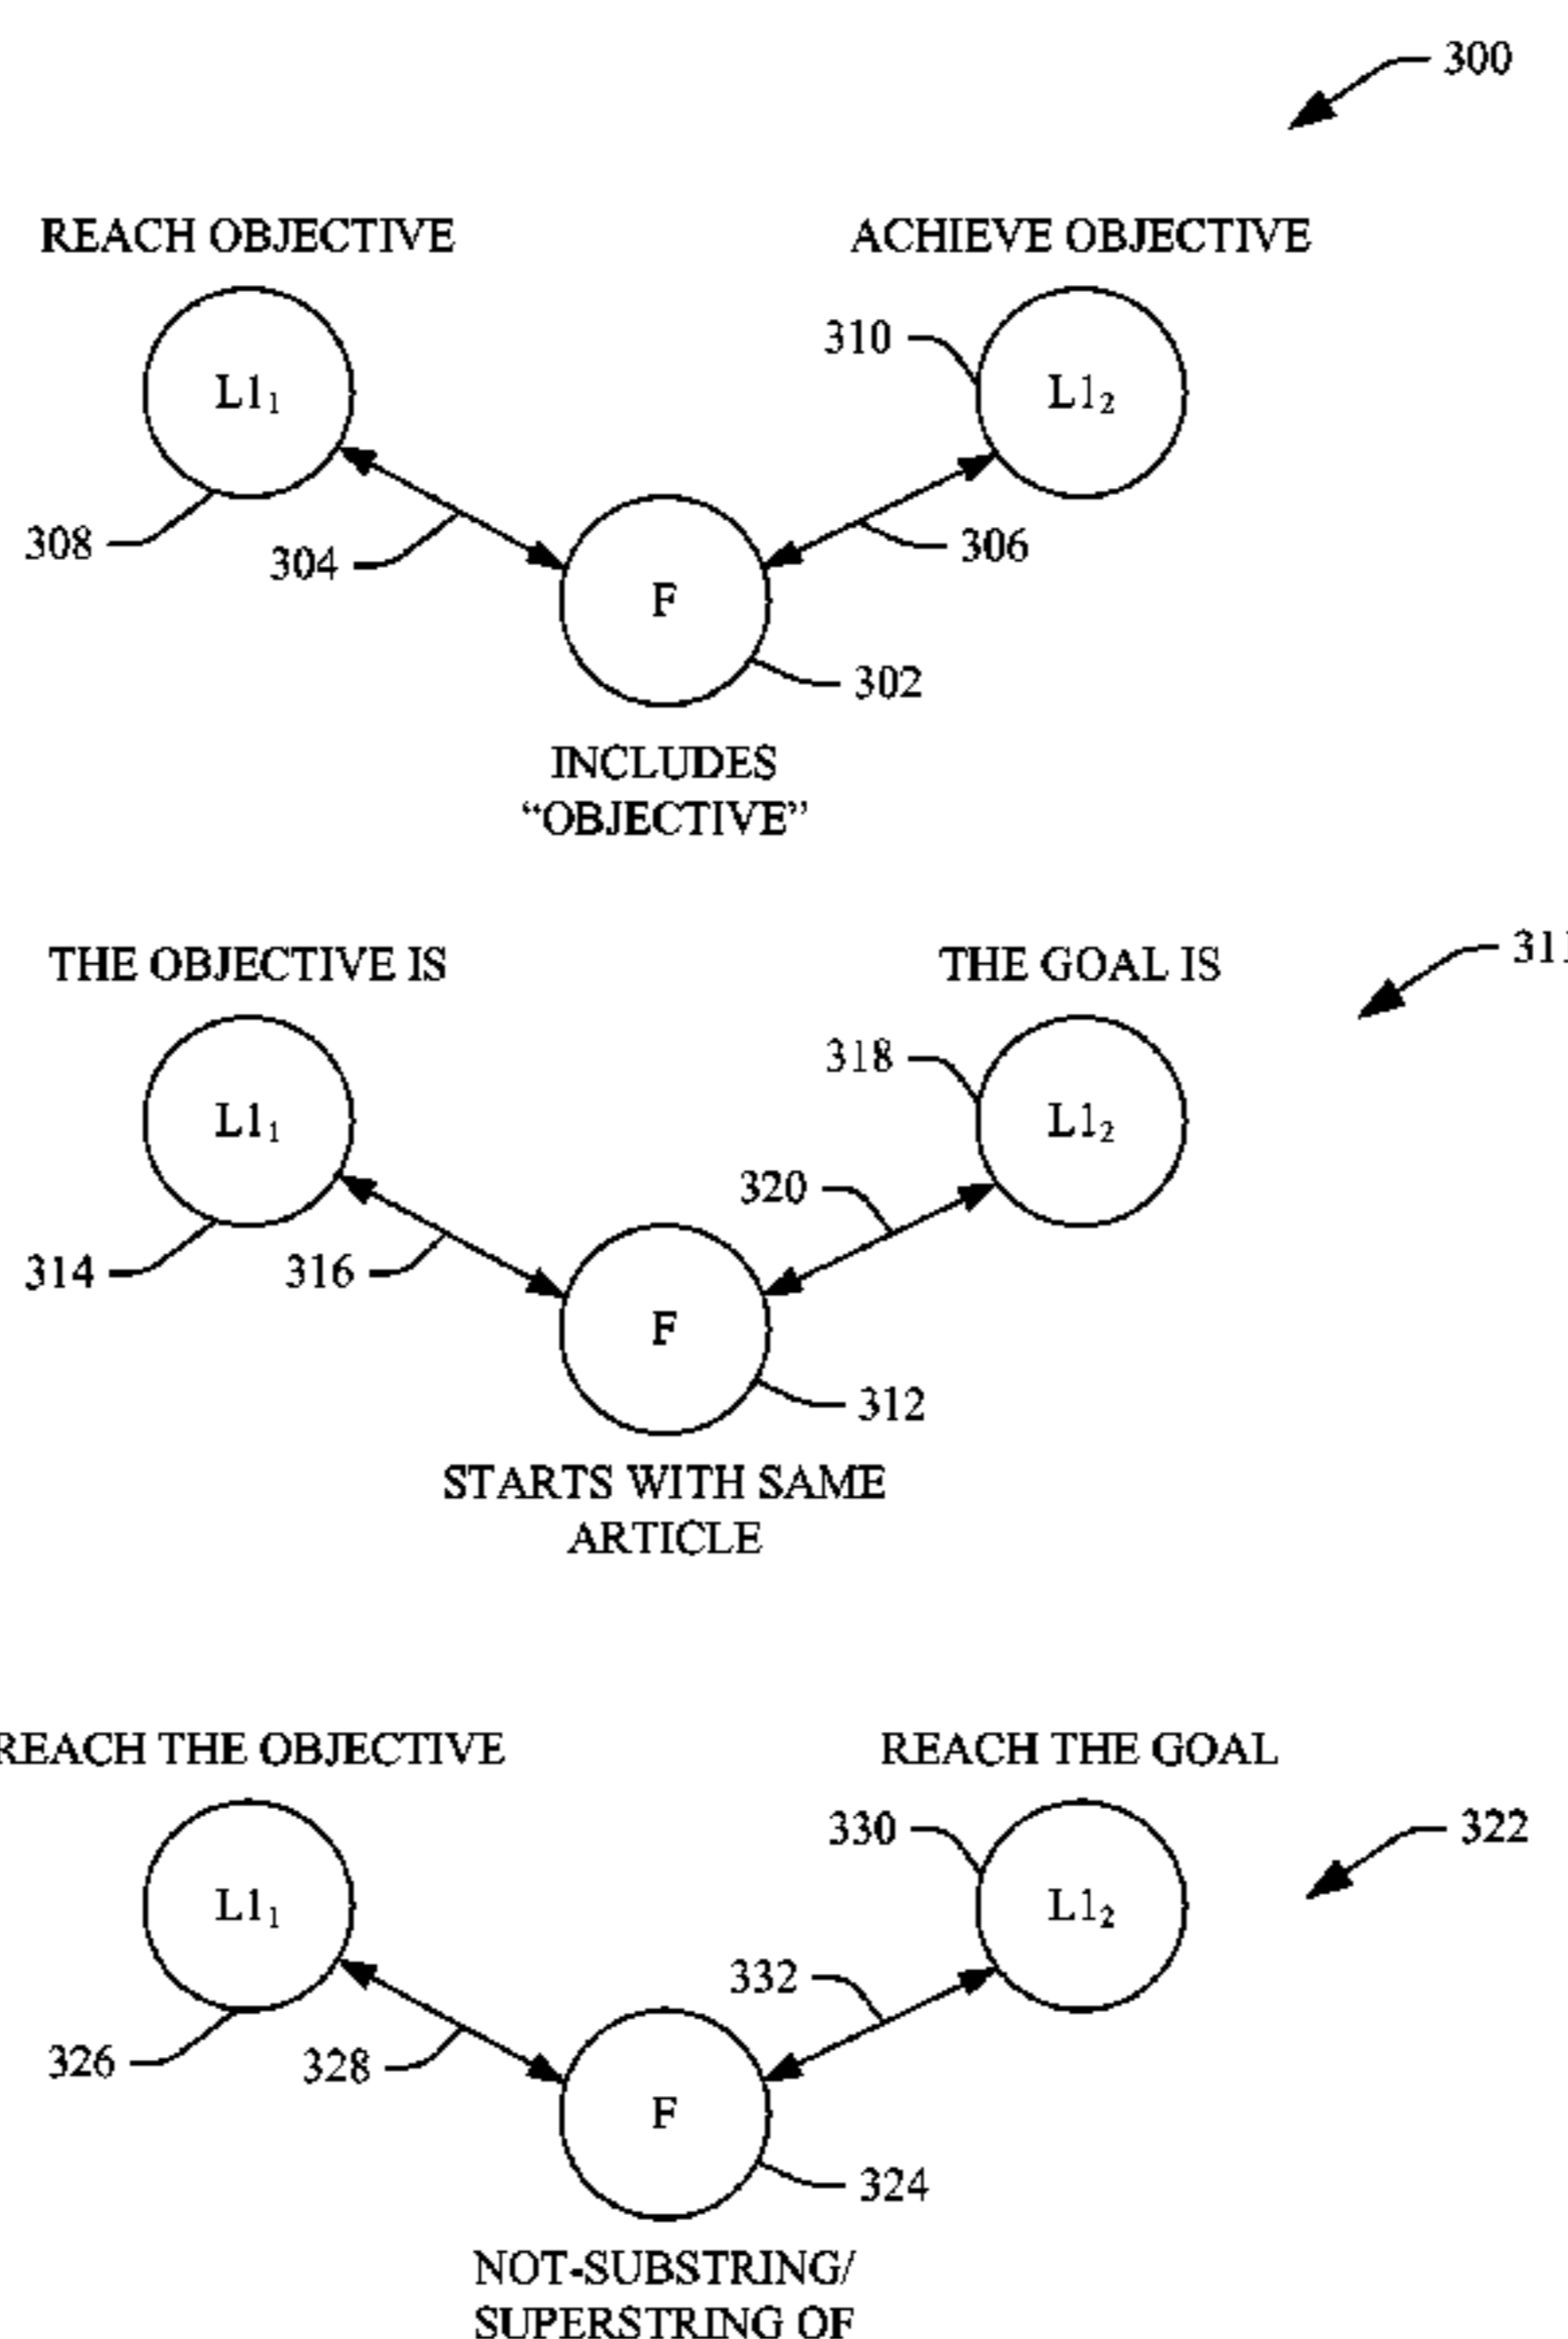 300
REACH OBJECTIVE
ACHIEVE OBJECTIVE
310
L1₁
L1₂
308
304
306
F
302
INCLUDES
“OBJECTIVE”
311
THE OBJECTIVE IS
THE GOAL IS
318
L1₁
L1₂
320
314
316
F
312
STARTS WITH SAME
ARTICLE
REACH THE OBJECTIVE
REACH THE GOAL
330
322
L1₁
L1₂
332
326
328
F
324
NOT-SUBSTRING/
SUPERSTRING OF